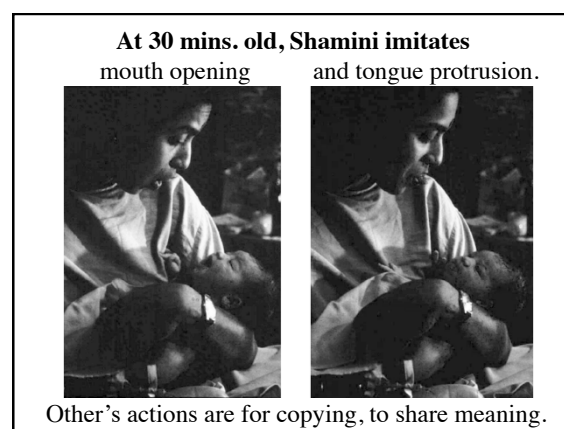 At 30 mins. old, Shamini imitates
mouth opening and tongue protrusion.
Other's actions are for copying, to share meaning.